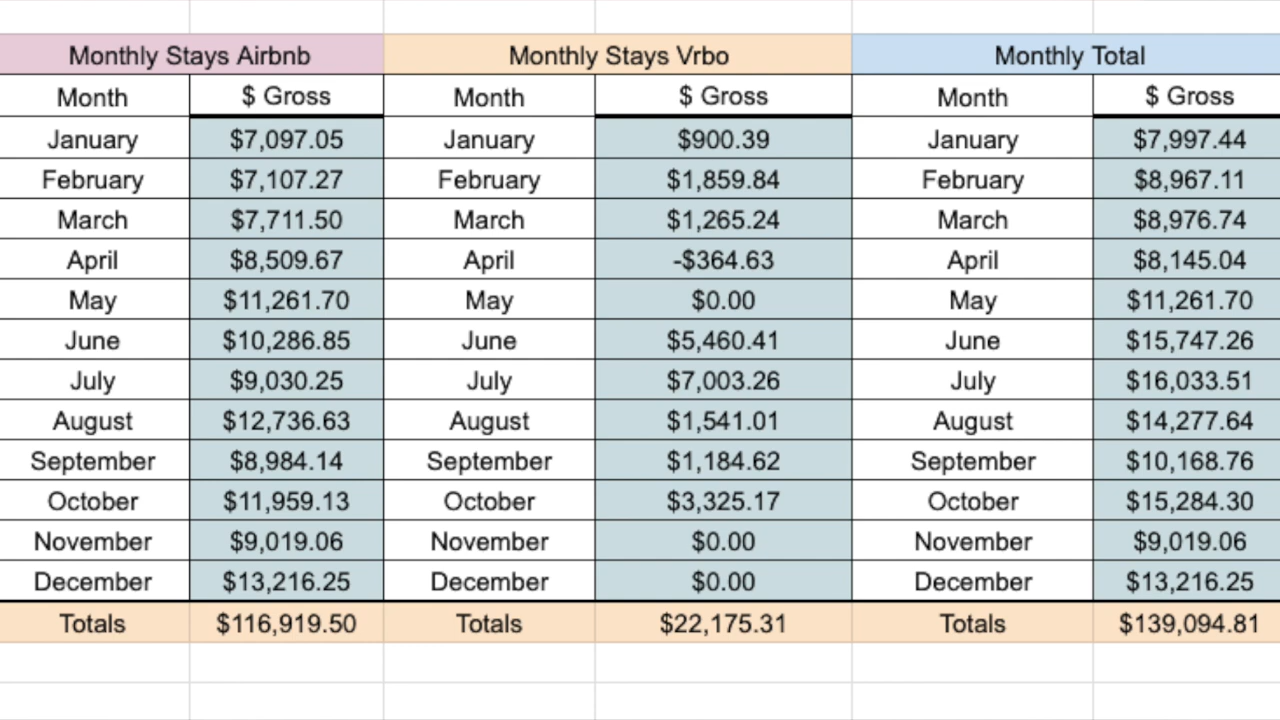 Monthly Stays Airbnb Monthly Stays Vrbo Monthly Total
Month $ Gross Month $ Gross Month $ Gross
January $7,097.05 January $900.39 January $7,997.44
February $7,107.27 February $1,859.84 February $8,967.11
March $7,711.50 March $1,265.24 March $8,976.74
April $8,509.67 April -$364.63 April $8,145.04
May $11,261.70 May $0.00 May $11,261.70
June $10,286.85 June $5,460.41 June $15,747.26
July $9,030.25 July $7,003.26 July $16,033.51
August $12,736.63 August $1,541.01 August $14,277.64
September $8,984.14 September $1,184.62 September $10,168.76
October $11,959.13 October $3,325.17 October $15,284.30
November $9,019.06 November $0.00 November $9,019.06
December $13,216.25 December $0.00 December $13,216.25
Totals $116,919.50 Totals $22,175.31 Totals $139,094.81